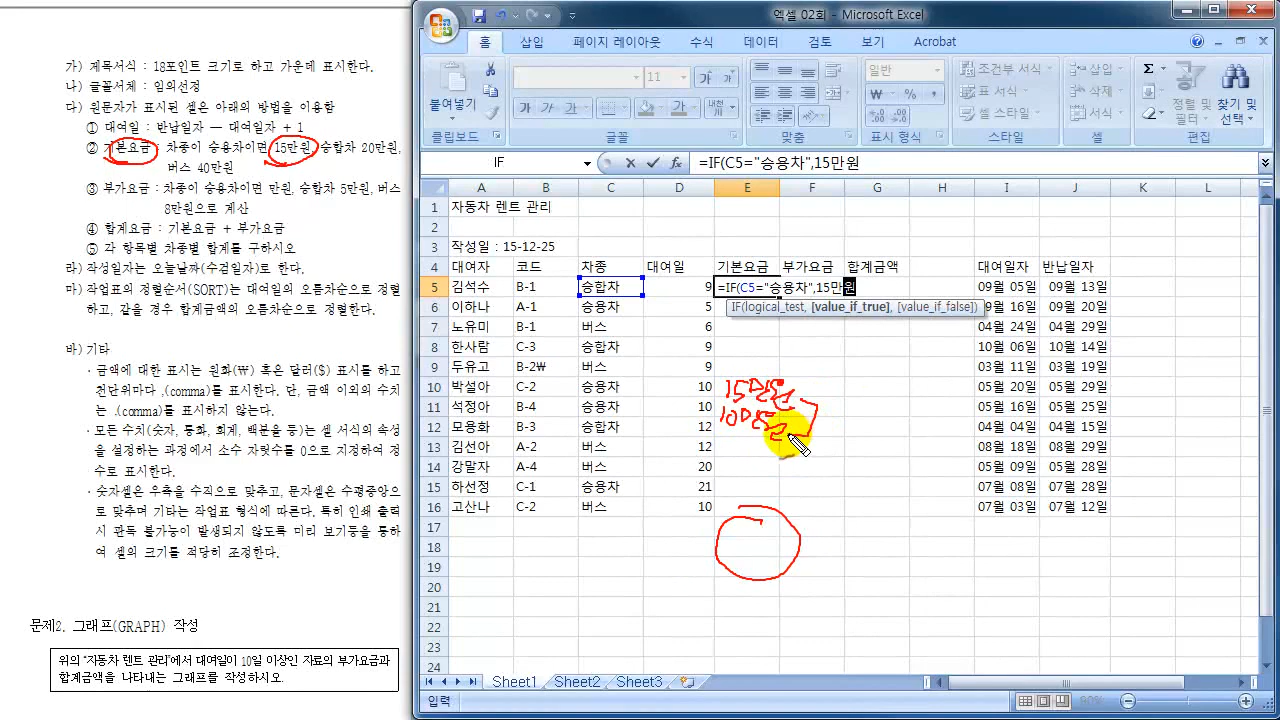 가) 제목서식 : 18포인트 크기로 하고 가운데 표시한다.
나) 글꼴서체 : 임의선정
다) 원문자가 표시된 셀은 아래의 방법을 이용함
① 대여일 : 반납일자 — 대여일자 + 1
② 기본요금 : 차종이 승용차이면 15만원, 승합차 20만원,
버스 40만원
③ 부가요금 : 차종이 승용차이면 만원, 승합차 5만원, 버스
8만원으로 계산
④ 합계요금 : 기본요금 + 부가요금
⑤ 각 항목별 차종별 합계를 구하시오
라) 작성일자는 오늘날짜(수검일자)로 한다.
마) 작업표의 정렬순서(SORT)는 대여일의 오름차순으로 정렬
하고, 같을 경우 합계금액의 오름차순으로 정렬한다.
바) 기타
· 금액에 대한 표시는 원화(₩) 혹은 달러($) 표시를 하고
천단위마다 ,(comma)를 표시한다. 단, 금액 이외의 수치
는 ,(comma)를 표시하지 않는다.
· 모든 수치(숫자, 통화, 회계, 백분율 등)는 셀 서식의 속성
을 설정하는 과정에서 소수 자릿수를 0으로 지정하여 정
수로 표시한다.
· 숫자셀은 우측을 수직으로 맞추고, 문자셀은 수평중앙으
로 맞추며 기타는 작업표 형식에 따른다. 특히 인쇄 출력
시 판독 불가능이 발생되지 않도록 미리 보기등을 통하
여 셀의 크기를 적당히 조정한다.
문제2. 그래프(GRAPH) 작성
위의 "자동차 렌트 관리"에서 대여일이 10일 이상인 자료의 부가요금과
합계금액을 나타내는 그래프를 작성하시오.
엑셀 02회 - Microsoft Excel
홈 삽입 페이지 레이아웃 수식 데이터 검토 보기 Acrobat
붙여넣기 11 가 가 일반 조건부 서식 삽입 Σ
가 가 가 내천 ₩ % , 표 서식 삭제 정렬 및 필터 찾기 및 선택
셀 스타일 서식
클립보드 글꼴 맞춤 표시 형식 스타일 셀 편집
IF =IF(C5="승용차",15만원
A B C D E F G H I J K L
1 자동차 렌트 관리
2
3 작성일 : 15-12-25
4 대여자 코드 차종 대여일 기본요금 부가요금 합계금액 대여일자 반납일자
5 김석수 B-1 승합차 9 =IF(C5="승용차",15만원 09월 05일 09월 13일
IF(logical_test, [value_if_true], [value_if_false])
6 이하나 A-1 승용차 5 09월 16일 09월 20일
7 노유미 B-1 버스 6 04월 24일 04월 29일
8 한사람 C-3 승합차 9 10월 06일 10월 14일
9 두유고 B-2₩ 버스 9 03월 11일 03월 19일
10 박설아 C-2 승용차 10 15만원 05월 20일 05월 29일
11 석정아 B-4 승용차 10 10만원 05월 16일 05월 25일
12 모용화 B-3 승합차 12 04월 04일 04월 15일
13 김선아 A-2 버스 12 08월 18일 08월 29일
14 강말자 A-4 버스 20 05월 09일 05월 28일
15 하선정 C-1 승용차 21 07월 08일 07월 28일
16 고산나 C-2 버스 10 07월 03일 07월 12일
17
18
19
20
21
22
23
24
Sheet1 Sheet2 Sheet3
입력